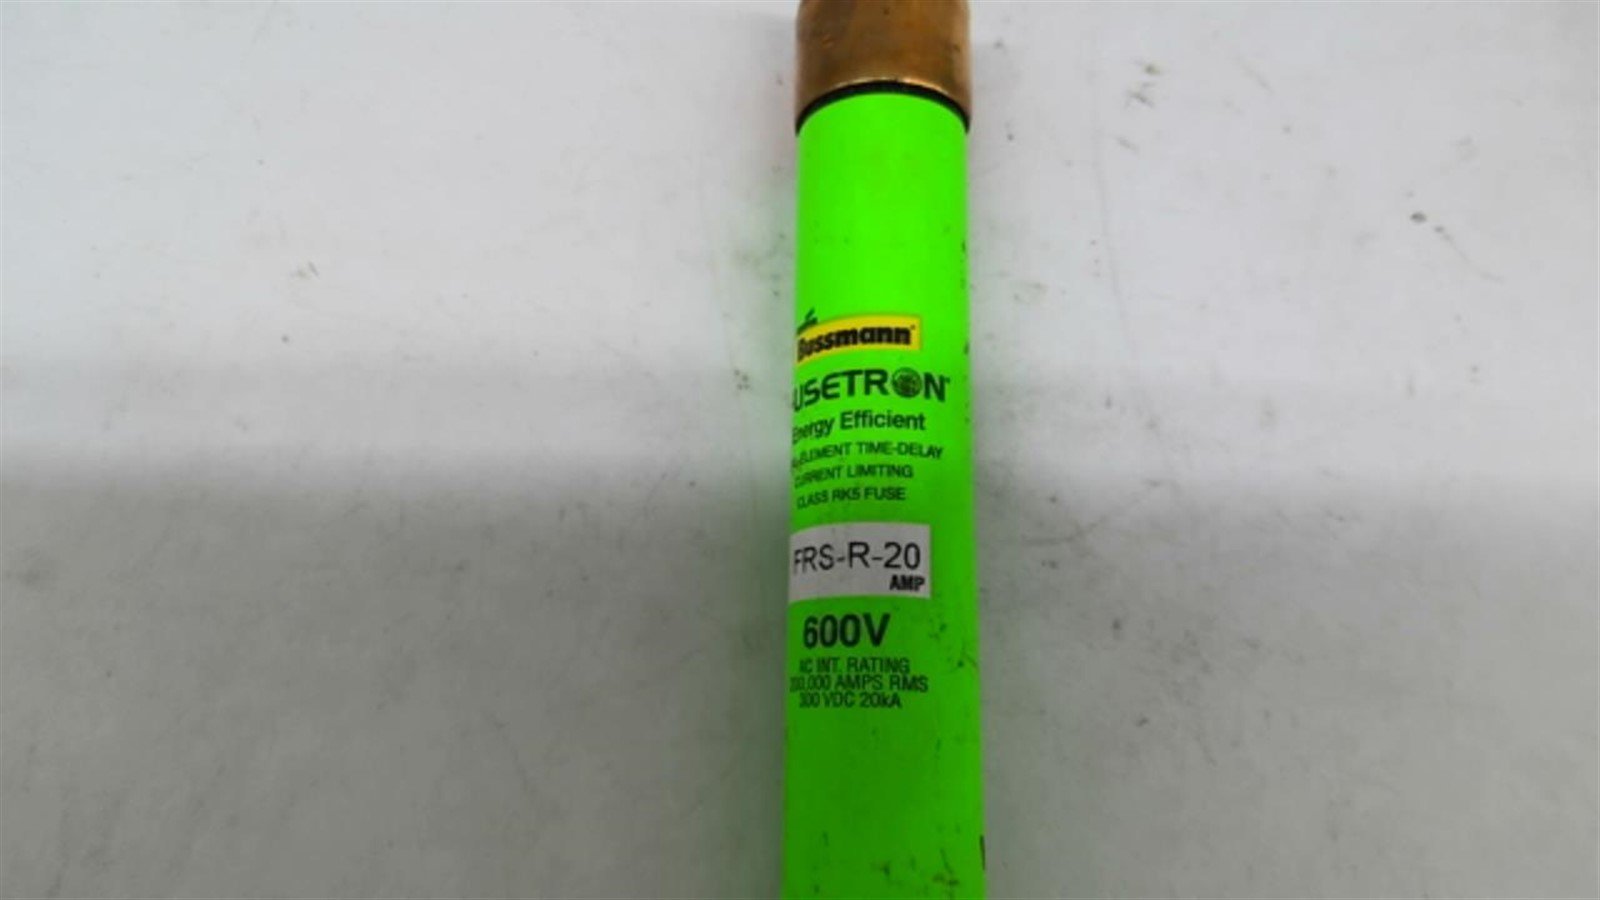 Bussmann
USETRON
Energy Efficient
ELEMENT TIME-DELAY
CURRENT LIMITING
CLASS RK5 FUSE
FRS-R-20
AMP
600V
AC INT. RATING
200,000 AMPS RMS
300 VDC 20kA